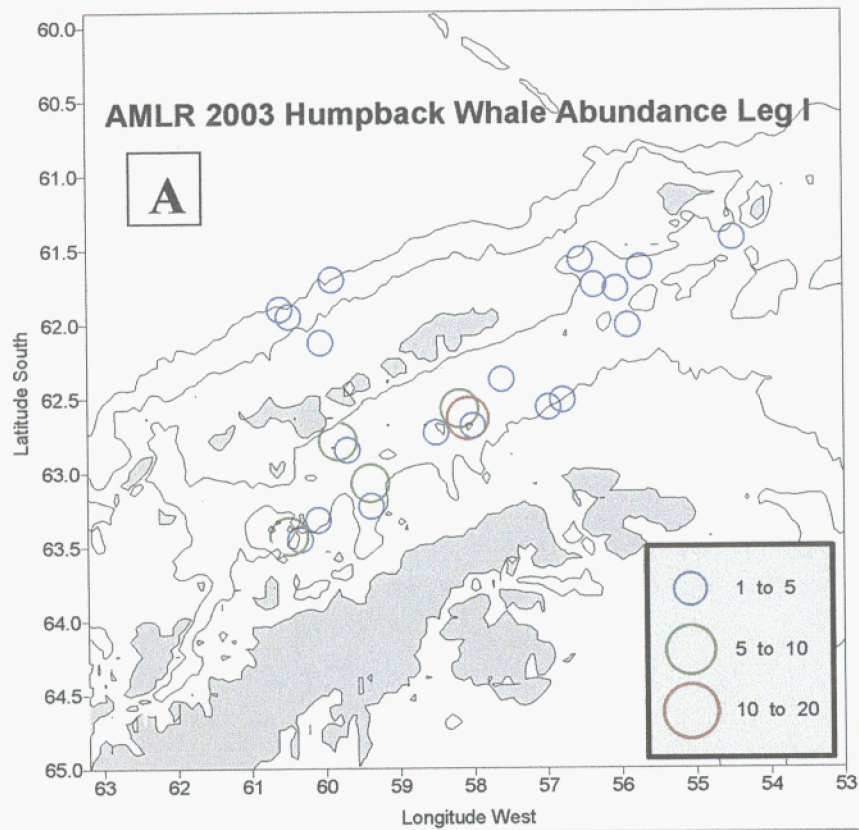 AMLR 2003 Humpback Whale Abundance Leg I
A
60.0
60.5
61.0
61.5
62.0
62.5
63.0
63.5
64.0
64.5
65.0
Latitude South
63 62 61 60 59 58 57 56 55 54 53
Longitude West
1 to 5
5 to 10
10 to 20